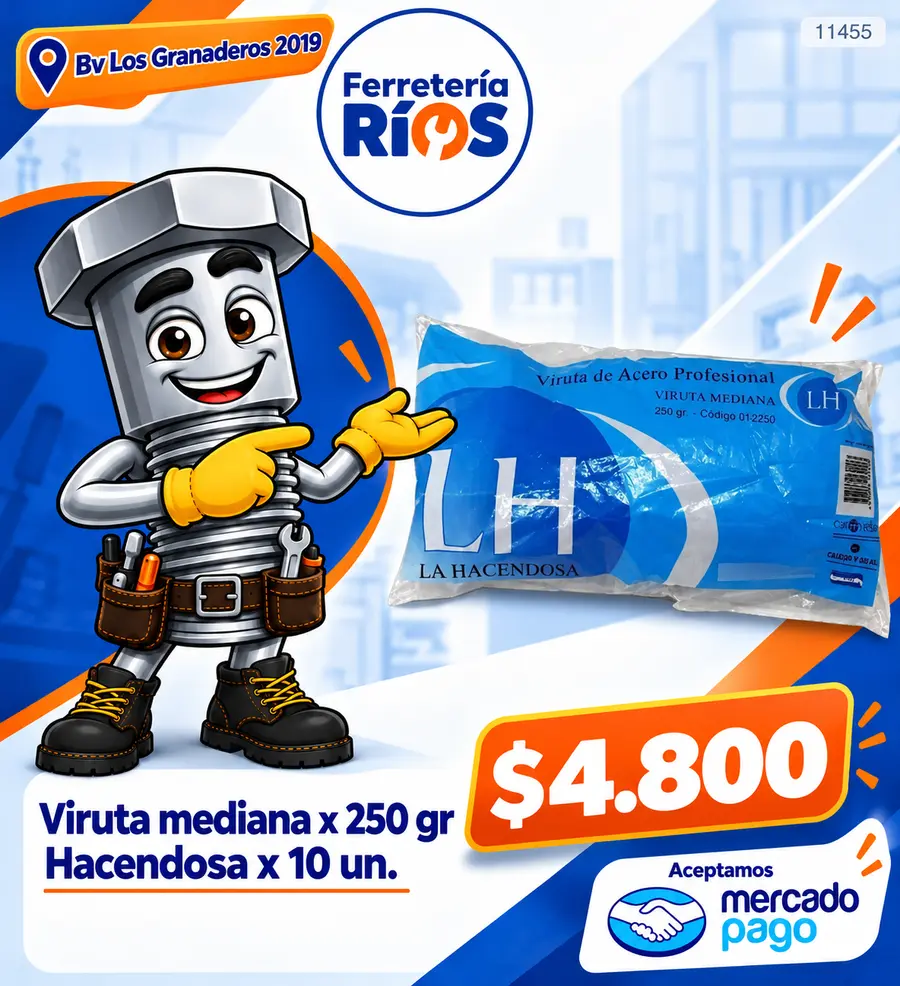 Bv Los Granaderos 2019
Ferretería
RÍOS
11455
Viruta de Acero Profesional
VIRUTA MEDIANA
250 gr. - Código 01-2250
LH
LH
LA HACENDOSA
$4.800
Viruta mediana x 250 gr
Hacendosa x 10 un.
Aceptamos
mercado
pago